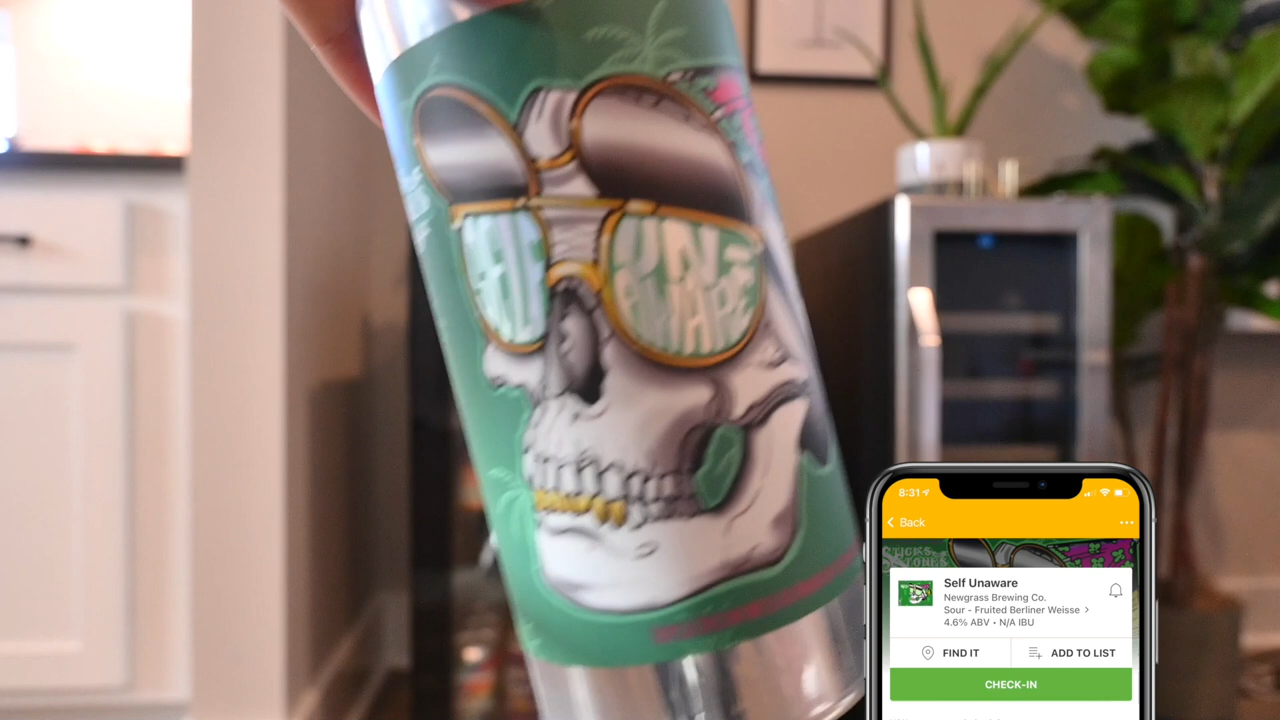 SELF
UN-
AWARE
8:31
Back
STICKS
Self Unaware
Newgrass Brewing Co.
Sour - Fruited Berliner Weisse >
4.6% ABV • N/A IBU
FIND IT
ADD TO LIST
CHECK-IN